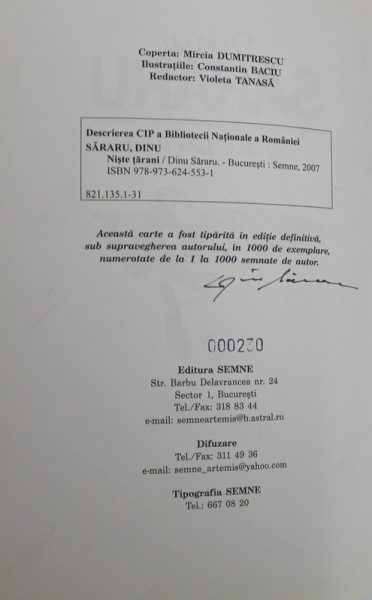 Coperta: Mircia DUMITRESCU
Ilustrațiile: Constantin BACIU
Redactor: Violeta TANASĂ
Descrierea CIP a Bibliotecii Naționale a României
SĂRARU, DINU
Niște țărani / Dinu Săraru. - București : Semne, 2007
ISBN 978-973-624-553-1
821.135.1-31
Această carte a fost tipărită în ediție definitivă,
sub supravegherea autorului, în 1000 de exemplare,
numerotate de la 1 la 1000 semnate de autor.
000230
Editura SEMNE
Str. Barbu Delavrancea nr. 24
Sector 1, București
Tel./Fax: 318 83 44
e-mail: semneartemis@b.astral.ro
Difuzare
Tel./Fax: 311 49 36
e-mail: semne_artemis@yahoo.com
Tipografia SEMNE
Tel.: 667 08 20